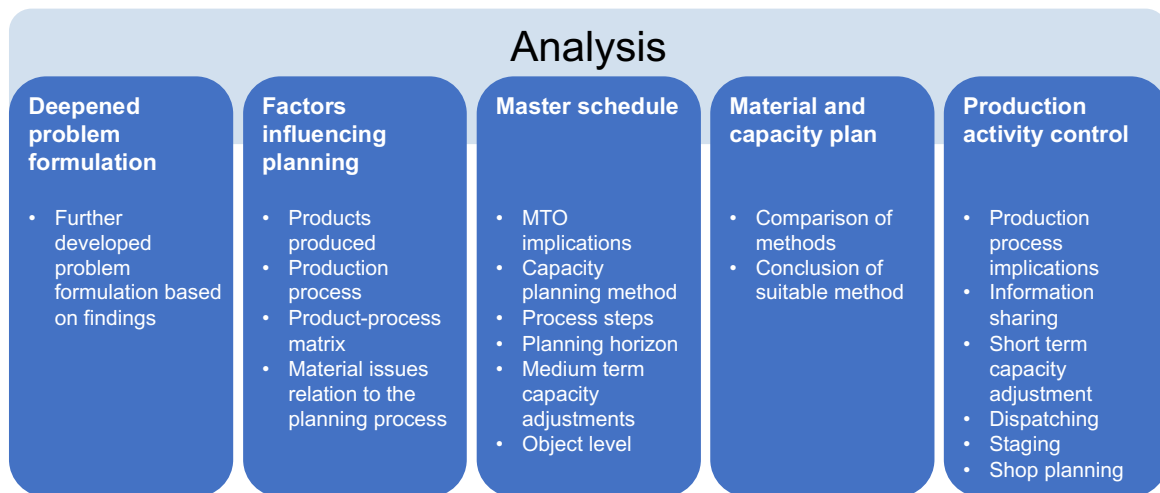 Analysis
Deepened
problem
formulation
• Further
developed
problem
formulation based
on findings
Factors
influencing
planning
• Products
produced
• Production
process
• Product-process
matrix
• Material issues
relation to the
planning process
Master schedule
• MTO
implications
• Capacity
planning method
• Process steps
• Planning horizon
• Medium term
capacity
adjustments
• Object level
Material and
capacity plan
• Comparison of
methods
• Conclusion of
suitable method
Production
activity control
• Production
process
implications
• Information
sharing
• Short term
capacity
adjustment
• Dispatching
• Staging
• Shop planning